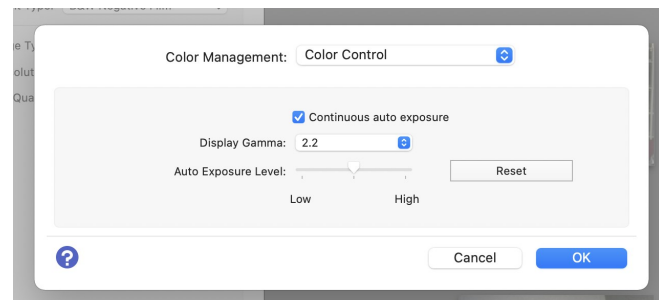 Color Management: Color Control
Continuous auto exposure
Display Gamma: 2.2
Auto Exposure Level:
Reset
Low High
?
Cancel OK